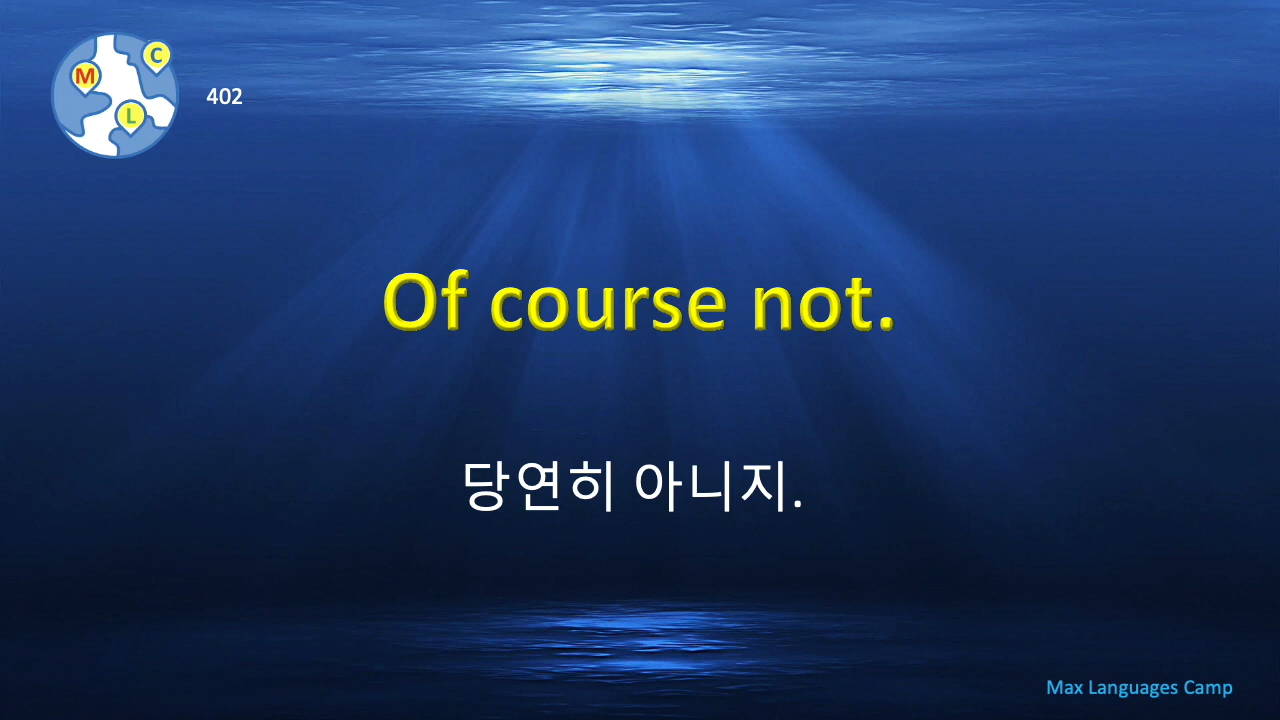 M
C
L
402
Of course not.
당연히 아니지.
Max Languages Camp